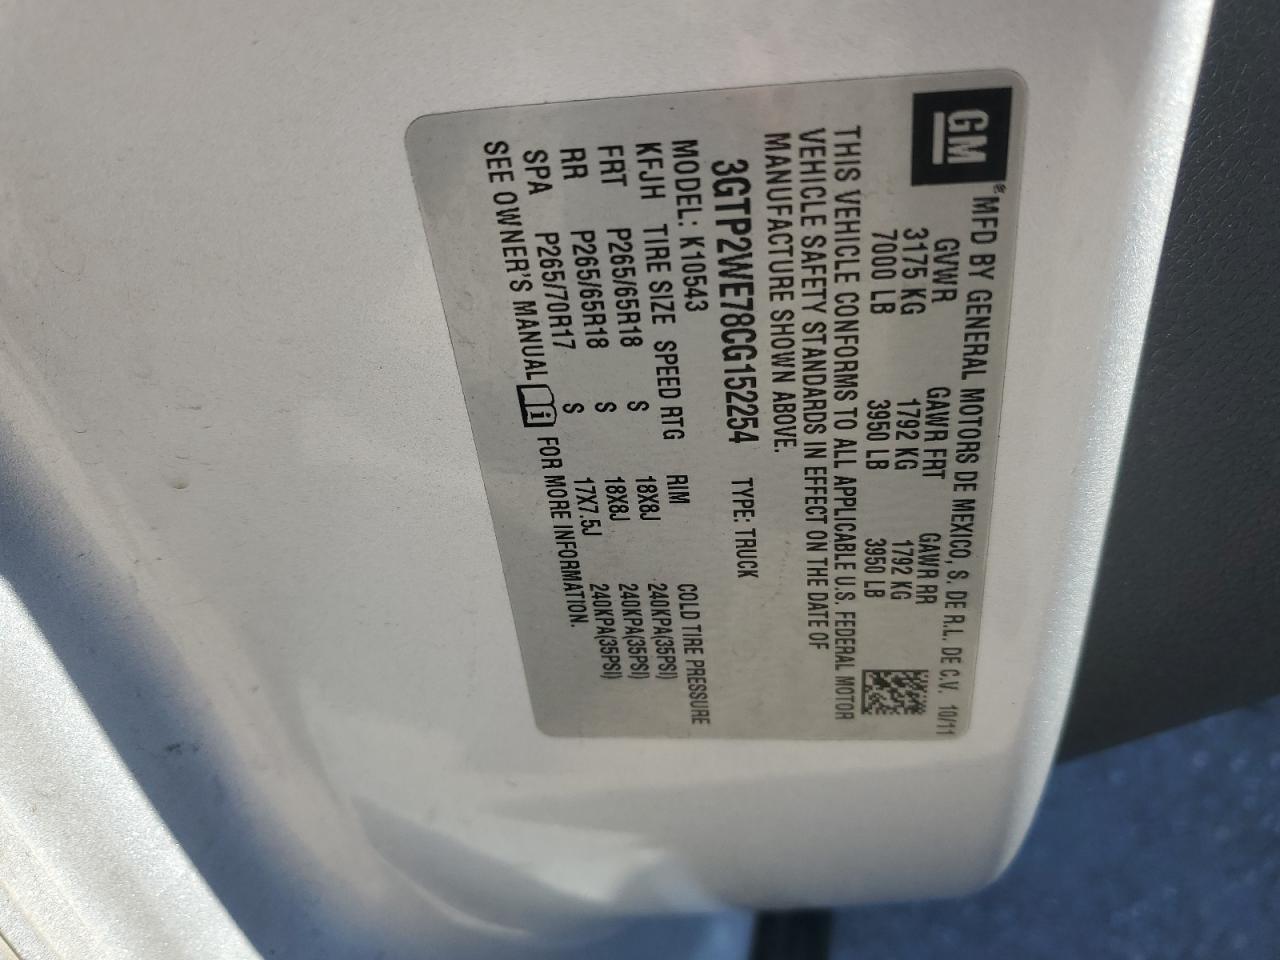 GM
® MFD BY GENERAL MOTORS DE MEXICO, S. DE R.L. DE C.V. 10/11
GVWR GAWR FRT GAWR RR
3175 KG 1792 KG 1792 KG
7000 LB 3950 LB 3950 LB
THIS VEHICLE CONFORMS TO ALL APPLICABLE U.S. FEDERAL MOTOR
VEHICLE SAFETY STANDARDS IN EFFECT ON THE DATE OF
MANUFACTURE SHOWN ABOVE.
3GTP2WE78CG152254 TYPE: TRUCK
MODEL: K10543
KFJH TIRE SIZE SPEED RTG RIM COLD TIRE PRESSURE
FRT P265/65R18 S 18X8J 240KPA(35PSI)
RR P265/65R18 S 18X8J 240KPA(35PSI)
SPA P265/70R17 S 17X7.5J 240KPA(35PSI)
SEE OWNER'S MANUAL i FOR MORE INFORMATION.